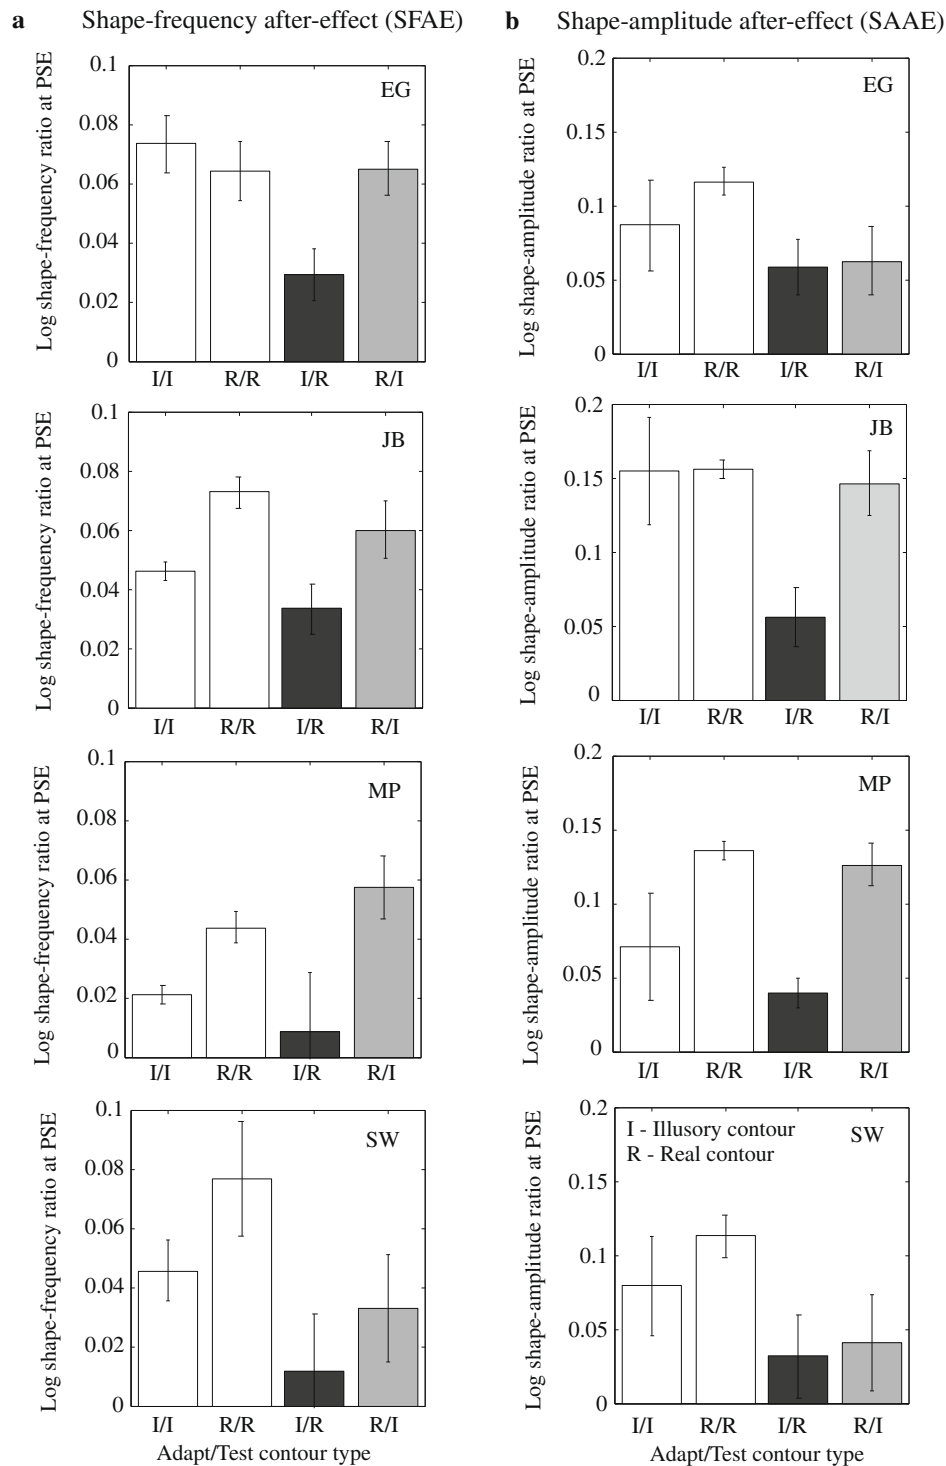 a Shape-frequency after-effect (SFAE)
Log shape-frequency ratio at PSE
0.1
0.08
0.06
0.04
0.02
0
EG
I/I R/R I/R R/I
Log shape-frequency ratio at PSE
0.1
0.08
0.06
0.04
0.02
0
JB
I/I R/R I/R R/I
Log shape-frequency ratio at PSE
0.1
0.08
0.06
0.04
0.02
0
MP
I/I R/R I/R R/I
Log shape-frequency ratio at PSE
0.1
0.08
0.06
0.04
0.02
0
SW
I/I R/R I/R R/I
Adapt/Test contour type
b Shape-amplitude after-effect (SAAE)
Log shape-amplitude ratio at PSE
0.2
0.15
0.1
0.05
0
EG
I/I R/R I/R R/I
Log shape-amplitude ratio at PSE
0.2
0.15
0.1
0.05
0
JB
I/I R/R I/R R/I
Log shape-amplitude ratio at PSE
0.2
0.15
0.1
0.05
0
MP
I/I R/R I/R R/I
Log shape-amplitude ratio at PSE
0.2
0.15
0.1
0.05
0
I - Illusory contour
R - Real contour
SW
I/I R/R I/R R/I
Adapt/Test contour type